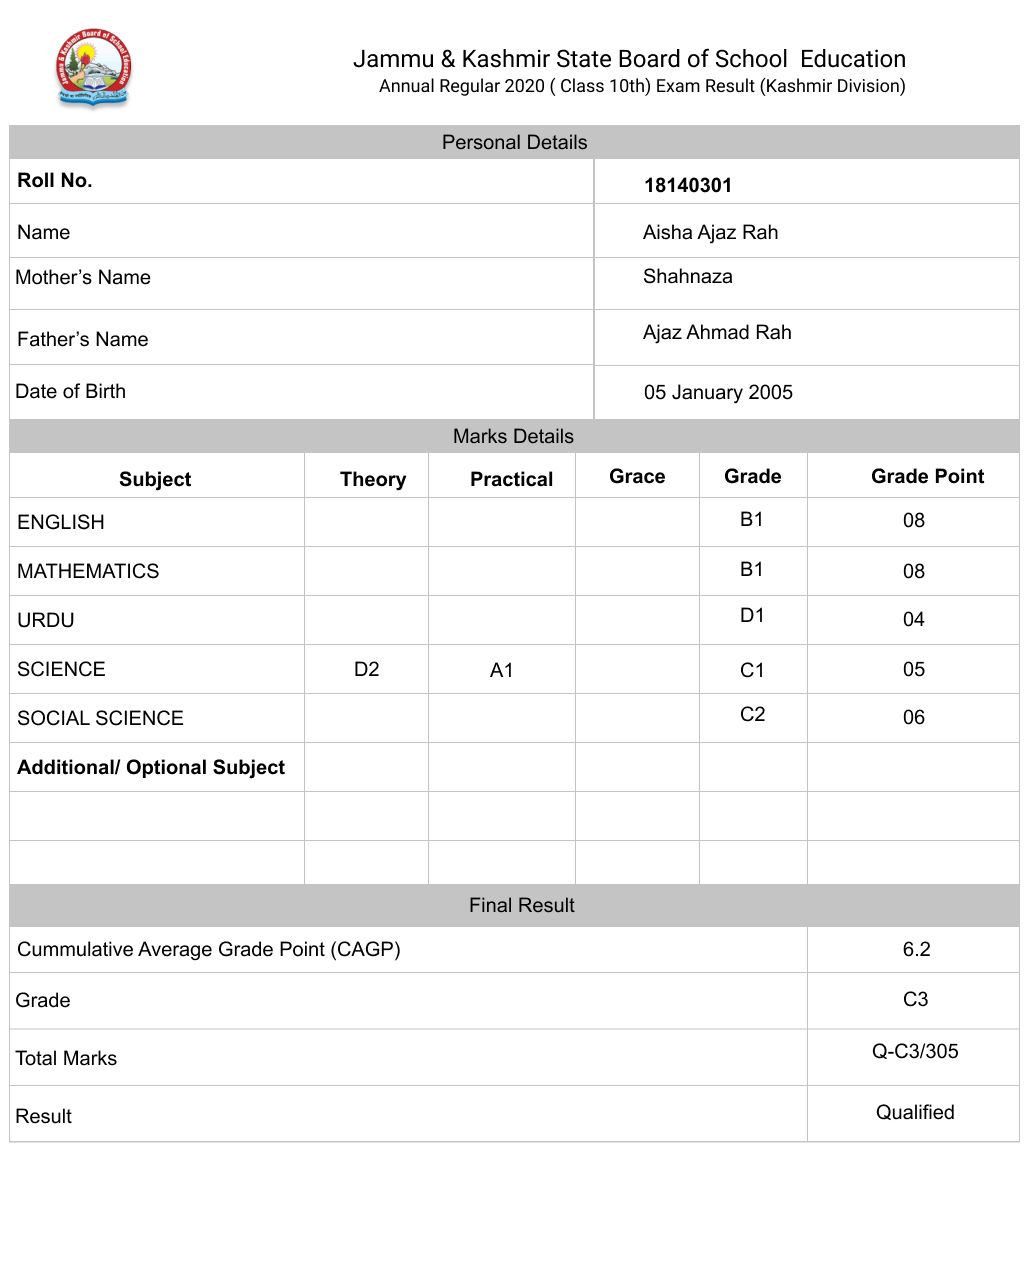 Jammu & Kashmir State Board of School Education
Jammu & Kashmir State Board of School Education
Annual Regular 2020 ( Class 10th) Exam Result (Kashmir Division)
Personal Details
Roll No. 18140301
Name Aisha Ajaz Rah
Mother’s Name Shahnaza
Father’s Name Ajaz Ahmad Rah
Date of Birth 05 January 2005
Marks Details
Subject Theory Practical Grace Grade Grade Point
ENGLISH B1 08
MATHEMATICS B1 08
URDU D1 04
SCIENCE D2 A1 C1 05
SOCIAL SCIENCE C2 06
Additional/ Optional Subject
Final Result
Cummulative Average Grade Point (CAGP) 6.2
Grade C3
Total Marks Q-C3/305
Result Qualified